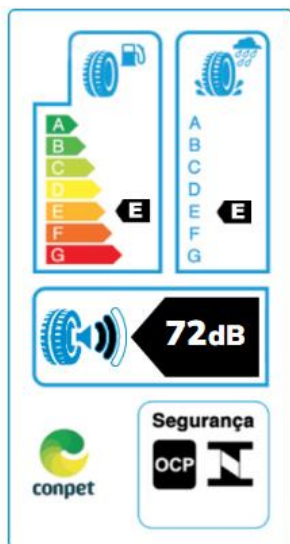 A A
B B
C C
D D
E E E E
F F
G G
72dB
Segurança
conpet
OCP